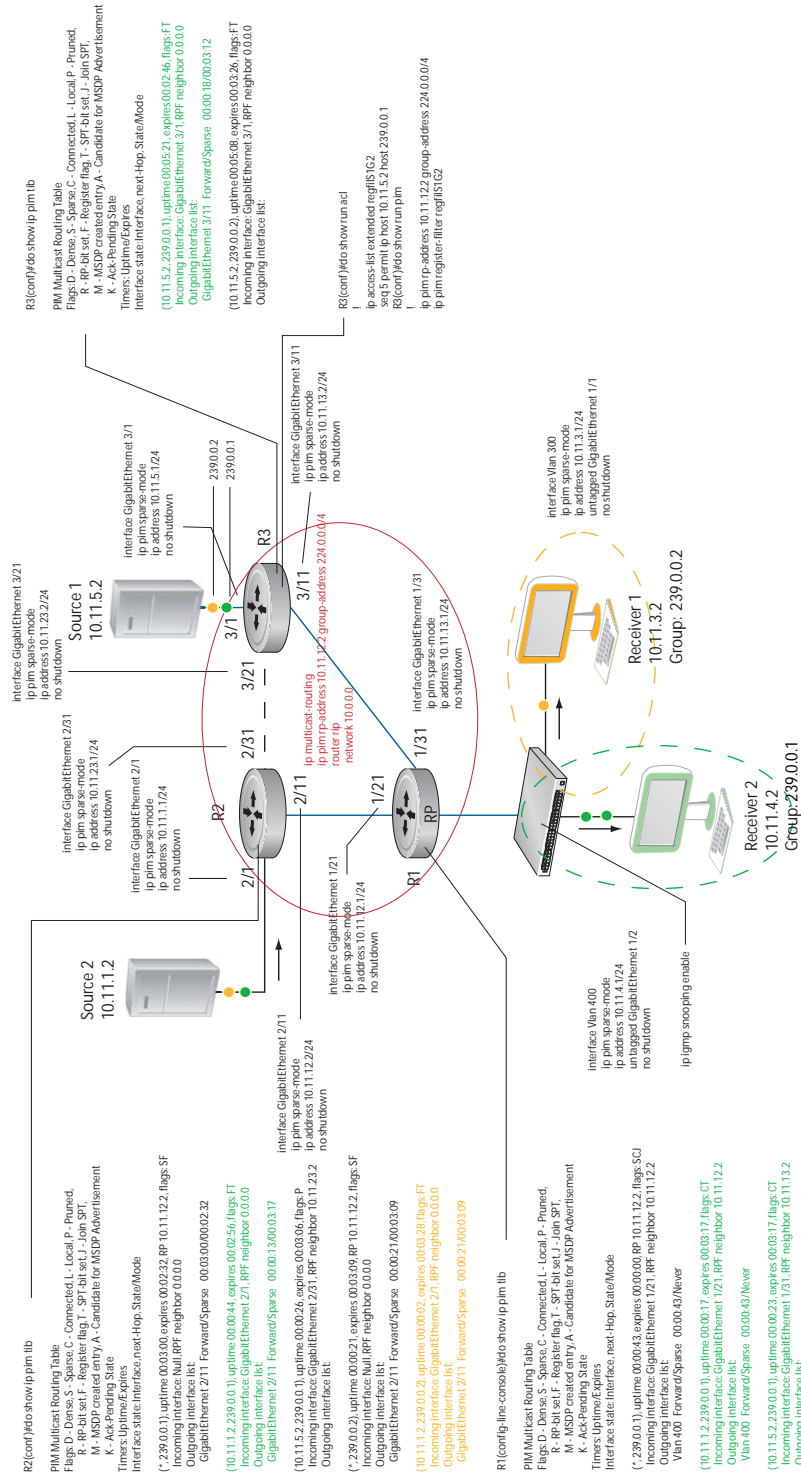 R2(conf)#do show ip pim tib
PIM Multicast Routing Table
Flags: D - Dense, S - Sparse, C - Connected, L - Local, P - Pruned,
R - RP-bit set, F - Register flag, T - SPT-bit set, J - Join SPT,
M - MSDP created entry, A - Candidate for MSDP Advertisement
K - Ack-Pending State
Timers: Uptime/Expires
Interface state: Interface, next-Hop, State/Mode
(*, 239.0.0.1), uptime 00:03:00, expires 00:02:32, RP 10.11.12.2, flags: SF
Incoming interface: Null, RPF neighbor 0.0.0.0
Outgoing interface list:
GigabitEthernet 2/11 Forward/Sparse 00:03:00/00:02:32
(10.11.1.2, 239.0.0.1), uptime 00:00:44, expires 00:02:56, flags: FT
Incoming interface: GigabitEthernet 2/1, RPF neighbor 0.0.0.0
Outgoing interface list:
GigabitEthernet 2/11 Forward/Sparse 00:00:13/00:03:17
(10.11.5.2, 239.0.0.1), uptime 00:00:26, expires 00:03:06, flags: P
Incoming interface: GigabitEthernet 2/31, RPF neighbor 10.11.23.2
Outgoing interface list:
(*, 239.0.0.2), uptime 00:00:21, expires 00:03:09, RP 10.11.12.2, flags: SF
Incoming interface: Null, RPF neighbor 0.0.0.0
Outgoing interface list:
GigabitEthernet 2/11 Forward/Sparse 00:00:21/00:03:09
(10.11.1.2, 239.0.0.2), uptime 00:00:02, expires 00:03:28, flags: FT
Incoming interface: GigabitEthernet 2/1, RPF neighbor 0.0.0.0
Outgoing interface list:
GigabitEthernet 2/11 Forward/Sparse 00:00:21/00:03:09
R1(config-line-console)#do show ip pim tib
PIM Multicast Routing Table
Flags: D - Dense, S - Sparse, C - Connected, L - Local, P - Pruned,
R - RP-bit set, F - Register flag, T - SPT-bit set, J - Join SPT,
M - MSDP created entry, A - Candidate for MSDP Advertisement
K - Ack-Pending State
Timers: Uptime/Expires
Interface state: Interface, next-Hop, State/Mode
(*, 239.0.0.1), uptime 00:00:43, expires 00:00:00, RP 10.11.12.2, flags: SCJ
Incoming interface: GigabitEthernet 1/21, RPF neighbor 10.11.12.2
Outgoing interface list:
Vlan 400 Forward/Sparse 00:00:43/Never
(10.11.1.2, 239.0.0.1), uptime 00:00:17, expires 00:03:17, flags: CT
Incoming interface: GigabitEthernet 1/21, RPF neighbor 10.11.12.2
Outgoing interface list:
Vlan 400 Forward/Sparse 00:00:43/Never
(10.11.5.2, 239.0.0.1), uptime 00:00:23, expires 00:03:17, flags: CT
Incoming interface: GigabitEthernet 1/31, RPF neighbor 10.11.13.2
Outgoing interface list:
Source 2
10.11.1.2
interface GigabitEthernet 2/11
ip pim sparse-mode
ip address 10.11.12.2/24
no shutdown
interface GigabitEthernet 2/1
ip pim sparse-mode
ip address 10.11.1.1/24
no shutdown
interface GigabitEthernet 2/31
ip pim sparse-mode
ip address 10.11.23.1/24
no shutdown
interface GigabitEthernet 3/21
ip pim sparse-mode
ip address 10.11.23.2/24
no shutdown
2/1
R2
2/31
2/11
3/21
Source 1
10.11.5.2
3/1
R3
3/11
interface GigabitEthernet 3/1
ip pim sparse-mode
ip address 10.11.5.1/24
no shutdown
239.0.0.2
239.0.0.1
interface GigabitEthernet 3/11
ip pim sparse-mode
ip address 10.11.13.2/24
no shutdown
ip multicast-routing
ip pim rp-address 10.11.12.2 group-address 224.0.0.0/4
router rip
network 10.0.0.0
interface GigabitEthernet 1/21
ip pim sparse-mode
ip address 10.11.12.1/24
no shutdown
1/21
R1
RP
1/31
interface GigabitEthernet 1/31
ip pim sparse-mode
ip address 10.11.13.1/24
no shutdown
interface Vlan 400
ip pim sparse-mode
ip address 10.11.4.1/24
untagged GigabitEthernet 1/2
no shutdown
ip igmp snooping enable
interface Vlan 300
ip pim sparse-mode
ip address 10.11.3.1/24
untagged GigabitEthernet 1/1
no shutdown
Receiver 2
10.11.4.2
Group: 239.0.0.1
Receiver 1
10.11.3.2
Group: 239.0.0.2
R3(conf)#do show ip pim tib
PIM Multicast Routing Table
Flags: D - Dense, S - Sparse, C - Connected, L - Local, P - Pruned,
R - RP-bit set, F - Register flag, T - SPT-bit set, J - Join SPT,
M - MSDP created entry, A - Candidate for MSDP Advertisement
K - Ack-Pending State
Timers: Uptime/Expires
Interface state: Interface, next-Hop, State/Mode
(10.11.5.2, 239.0.0.1), uptime 00:05:21, expires 00:02:46, flags: FT
Incoming interface: GigabitEthernet 3/1, RPF neighbor 0.0.0.0
Outgoing interface list:
GigabitEthernet 3/11 Forward/Sparse 00:00:18/00:03:12
(10.11.5.2, 239.0.0.2), uptime 00:05:08, expires 00:03:26, flags: FT
Incoming interface: GigabitEthernet 3/1, RPF neighbor 0.0.0.0
Outgoing interface list:
R3(conf)#do show run acl
!
ip access-list extended regfilS1G2
seq 5 permit ip host 10.11.5.2 host 239.0.0.1
R3(conf)#do show run pim
!
ip pim rp-address 10.11.12.2 group-address 224.0.0.0/4
ip pim register-filter regfilS1G2